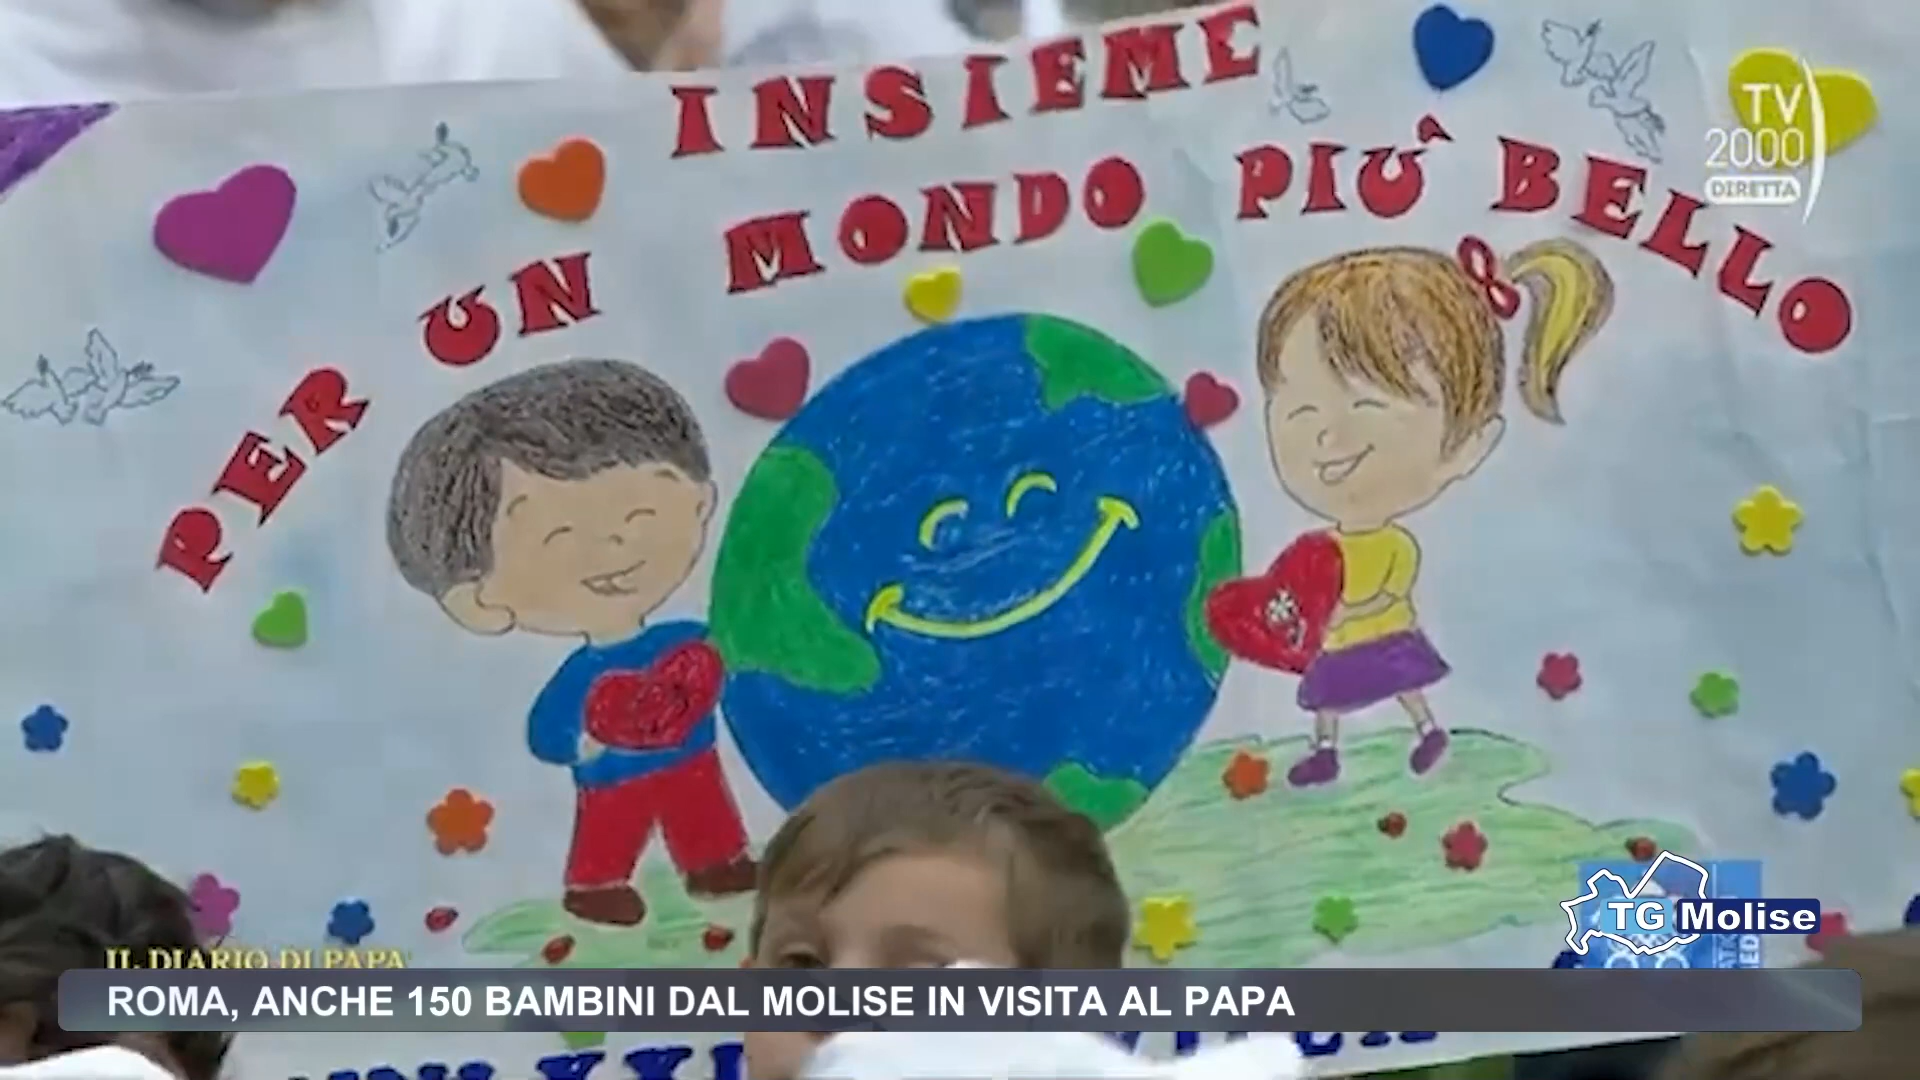 INSIEME
PER UN MONDO PIÙ BELLO
TV
2000
DIRETTA
TG Molise
IL DIARIO DI PAPA
ROMA, ANCHE 150 BAMBINI DAL MOLISE IN VISITA AL PAPA